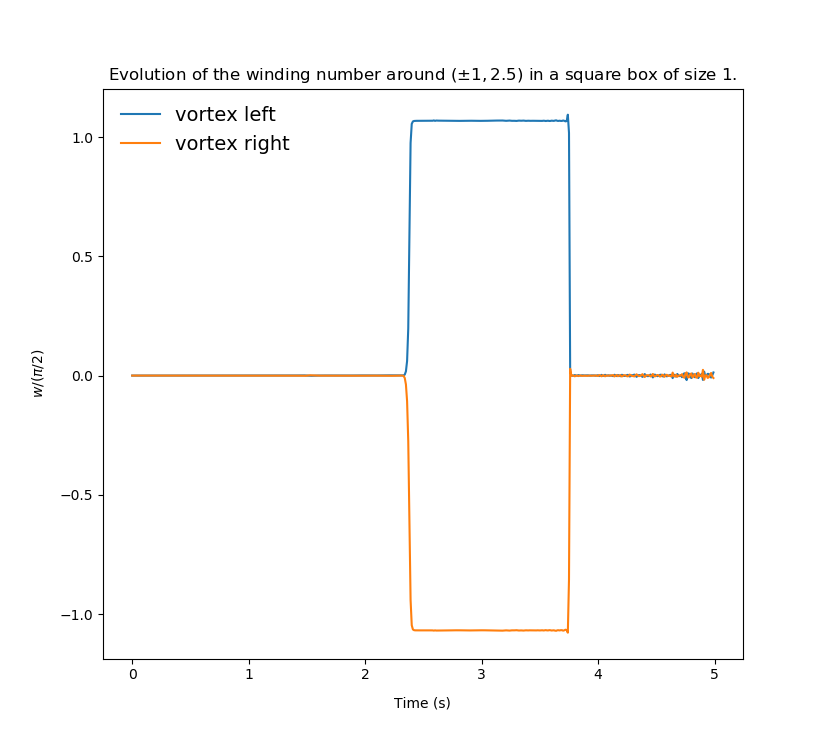 Evolution of the winding number around (±1, 2.5) in a square box of size 1.
vortex left
vortex right
1.0
0.5
0.0
−0.5
−1.0
w/(π/2)
0 1 2 3 4 5
Time (s)